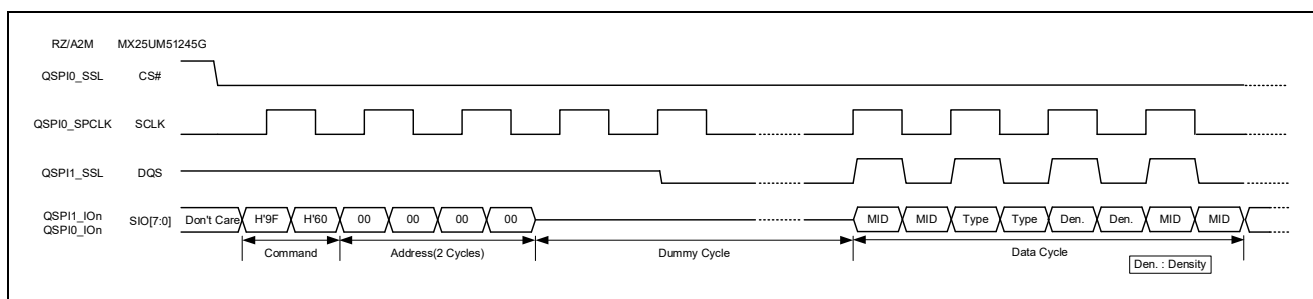 RZ/A2M MX25UM51245G
QSPI0_SSL CS#
QSPI0_SPCLK SCLK
QSPI1_SSL DQS
QSPI1_IOn
QSPI0_IOn SIO[7:0] Don't Care H'9F H'60 00 00 00 00 MID MID Type Type Den. Den. MID MID
Command Address(2 Cycles) Dummy Cycle Data Cycle
Den. : Density